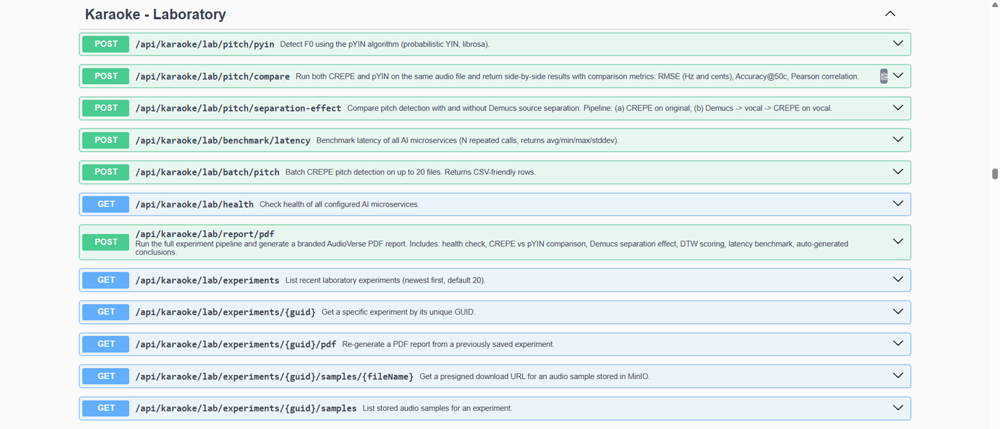 Karaoke - Laboratory
POST /api/karaoke/lab/pitch/pyin Detect F0 using the pYIN algorithm (probabilistic YIN, librosa).
POST /api/karaoke/lab/pitch/compare Run both CREPE and pYIN on the same audio file and return side-by-side results with comparison metrics: RMSE (Hz and cents), Accuracy@50c, Pearson correlation.
POST /api/karaoke/lab/pitch/separation-effect Compare pitch detection with and without Demucs source separation. Pipeline: (a) CREPE on original; (b) Demucs -> vocal -> CREPE on vocal.
POST /api/karaoke/lab/benchmark/latency Benchmark latency of all AI microservices (N repeated calls, returns avg/min/max/stddev).
POST /api/karaoke/lab/batch/pitch Batch CREPE pitch detection on up to 20 files. Returns CSV-friendly rows.
GET /api/karaoke/lab/health Check health of all configured AI microservices.
POST /api/karaoke/lab/report/pdf
Run the full experiment pipeline and generate a branded AudioVerse PDF report. Includes: health check, CREPE vs pYIN comparison, Demucs separation effect, DTW scoring, latency benchmark, auto-generated
conclusions.
GET /api/karaoke/lab/experiments List recent laboratory experiments (newest first, default 20).
GET /api/karaoke/lab/experiments/{guid} Get a specific experiment by its unique GUID.
GET /api/karaoke/lab/experiments/{guid}/pdf Re-generate a PDF report from a previously saved experiment.
GET /api/karaoke/lab/experiments/{guid}/samples/{fileName} Get a presigned download URL for an audio sample stored in MinIO.
GET /api/karaoke/lab/experiments/{guid}/samples List stored audio samples for an experiment.